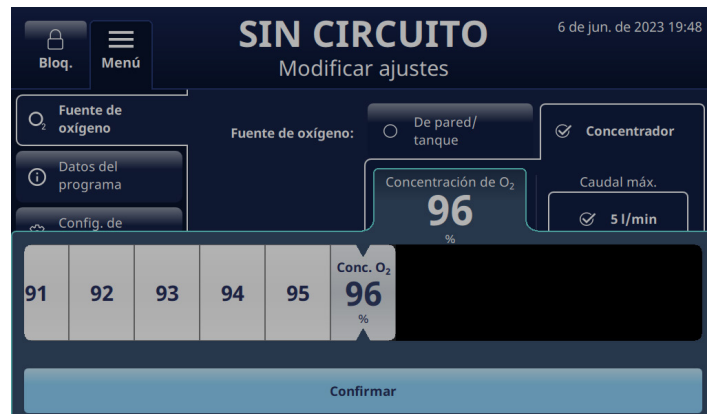 SIN CIRCUITO
6 de jun. de 2023 19:48
Bloq.
Menú
Modificar ajustes
O₂
Fuente de
oxígeno
Fuente de oxígeno:
De pared/
tanque
Concentrador
Datos del
programa
Concentración de O₂
96
%
Caudal máx.
5 l/min
Config. de
91
92
93
94
95
Conc. O₂
96
%
Confirmar